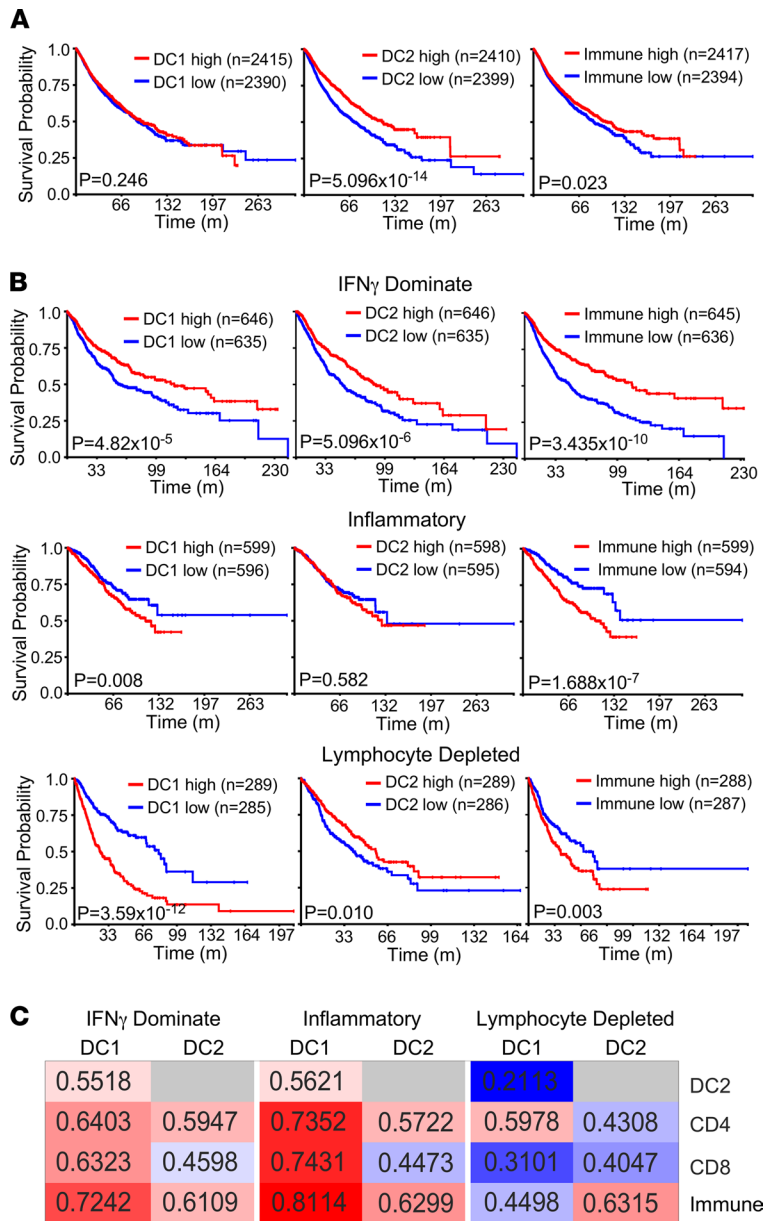 A
DC1 high (n=2415)
DC1 low (n=2390)
DC2 high (n=2410)
DC2 low (n=2399)
Immune high (n=2417)
Immune low (n=2394)
Survival Probability
1.0
0.75
0.5
0.25
0.0
P=0.246
P=5.096x10-14
P=0.023
66 132 197 263
66 132 197 263
66 132 197 263
Time (m)
Time (m)
Time (m)
B
IFNγ Dominate
DC1 high (n=646)
DC1 low (n=635)
DC2 high (n=646)
DC2 low (n=635)
Immune high (n=645)
Immune low (n=636)
Survival Probability
1.0
0.75
0.5
0.25
0.0
P=4.82x10-5
P=5.096x10-6
P=3.435x10-10
33 99 164 230
33 99 164 230
33 99 164 230
Time (m)
Time (m)
Time (m)
Inflammatory
DC1 high (n=599)
DC1 low (n=596)
DC2 high (n=598)
DC2 low (n=595)
Immune high (n=599)
Immune low (n=594)
Survival Probability
1.0
0.75
0.5
0.25
0.0
P=0.008
P=0.582
P=1.688x10-7
66 132 197 263
66 132 197 263
66 132 197 263
Time (m)
Time (m)
Time (m)
Lymphocyte Depleted
DC1 high (n=289)
DC1 low (n=285)
DC2 high (n=289)
DC2 low (n=286)
Immune high (n=288)
Immune low (n=287)
Survival Probability
1.0
0.75
0.5
0.25
0.0
P=3.59x10-12
P=0.010
P=0.003
33 66 99 132 164 197
33 66 99 132 164
33 66 99 132 164 197
Time (m)
Time (m)
Time (m)
C
IFNγ Dominate Inflammatory Lymphocyte Depleted
DC1 DC2 DC1 DC2 DC1 DC2
0.5518 0.5621 0.2113 DC2
0.6403 0.5947 0.7352 0.5722 0.5978 0.4308 CD4
0.6323 0.4598 0.7431 0.4473 0.3101 0.4047 CD8
0.7242 0.6109 0.8114 0.6299 0.4498 0.6315 Immune